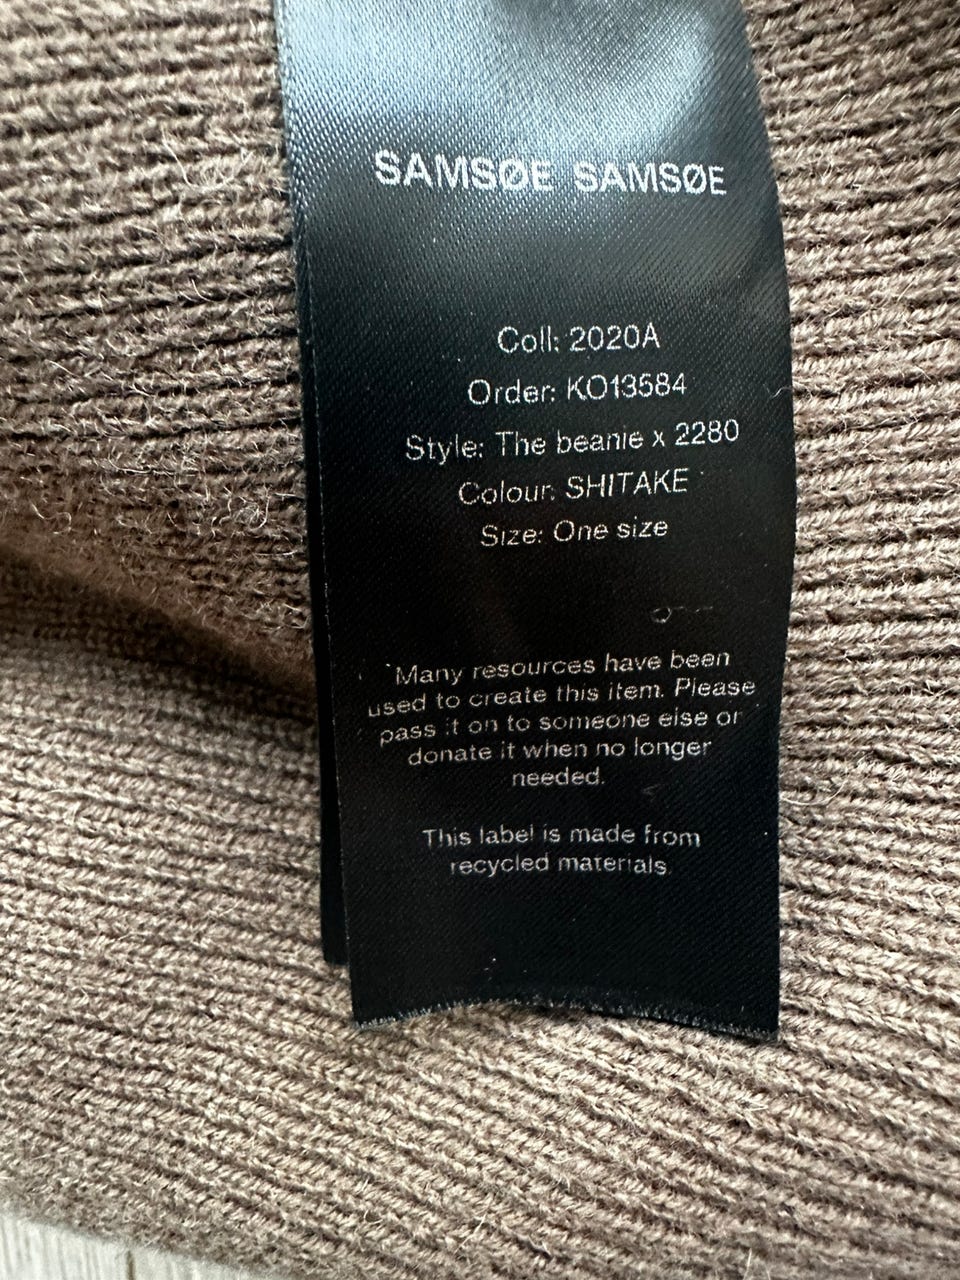 SAMSØE SAMSØE
Coll: 2020A
Order: KO13584
Style: The beanie x 2280
Colour: SHITAKE
Size: One size
Many resources have been
used to create this item. Please
pass it on to someone else or
donate it when no longer
needed.
This label is made from
recycled materials.